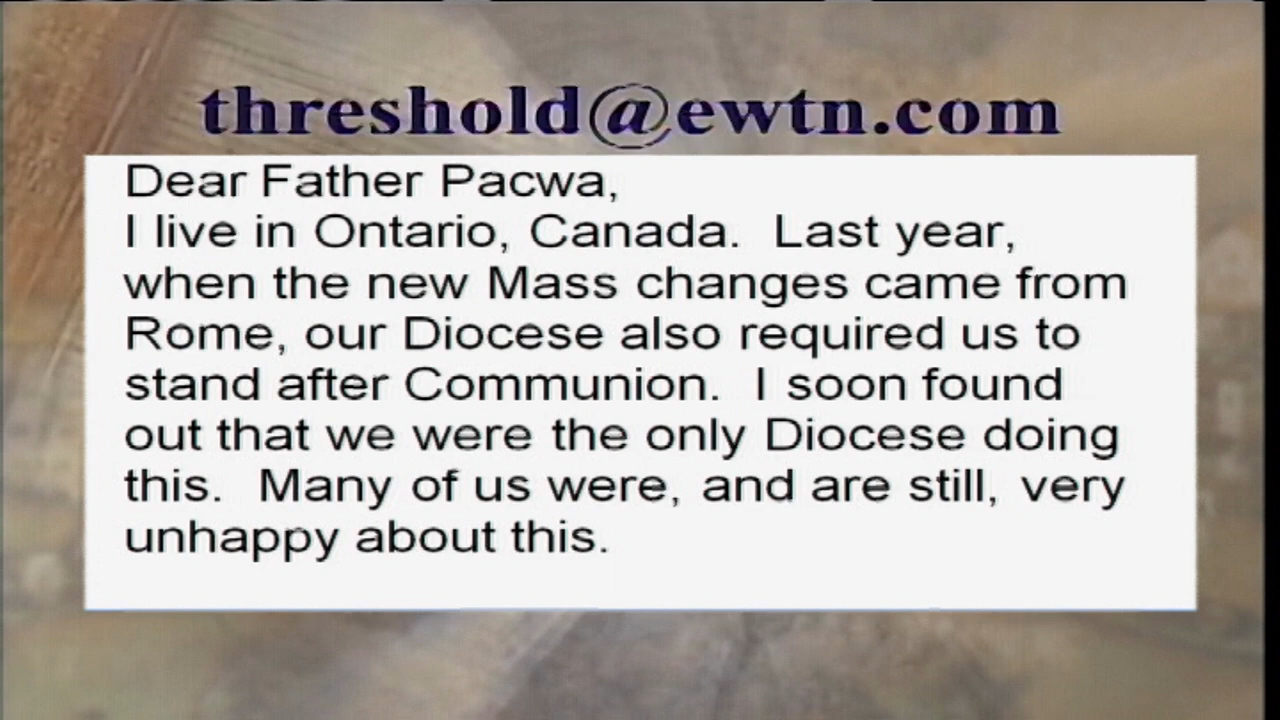 threshold@ewtn.com
Dear Father Pacwa,
I live in Ontario, Canada.  Last year,
when the new Mass changes came from
Rome, our Diocese also required us to
stand after Communion.  I soon found
out that we were the only Diocese doing
this.  Many of us were, and are still, very
unhappy about this.